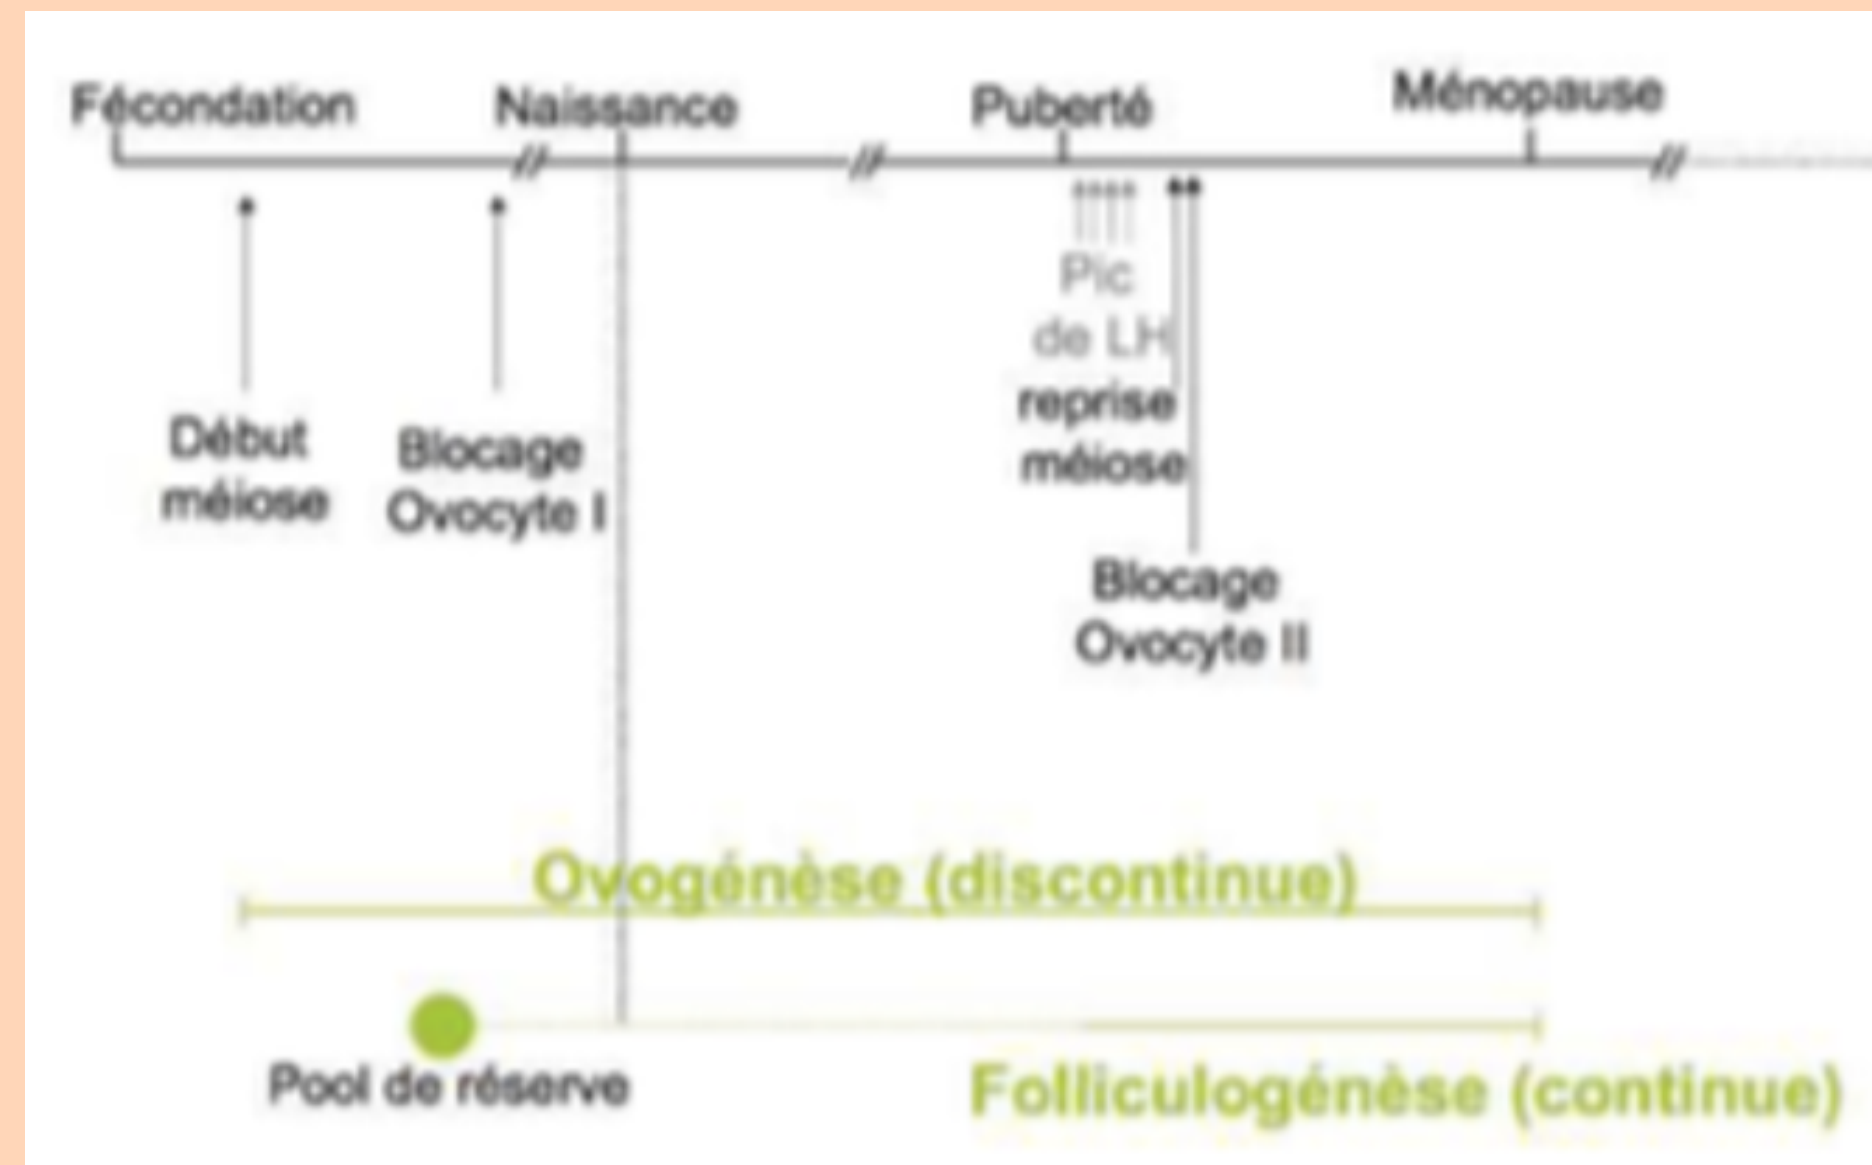 Fécondation Naissance Puberté Ménopause
Pic
de LH
reprise
méiose
Début
méiose
Blocage
Ovocyte I
Blocage
Ovocyte II
Ovogénèse (discontinue)
Pool de réserve
Folliculogénèse (continue)